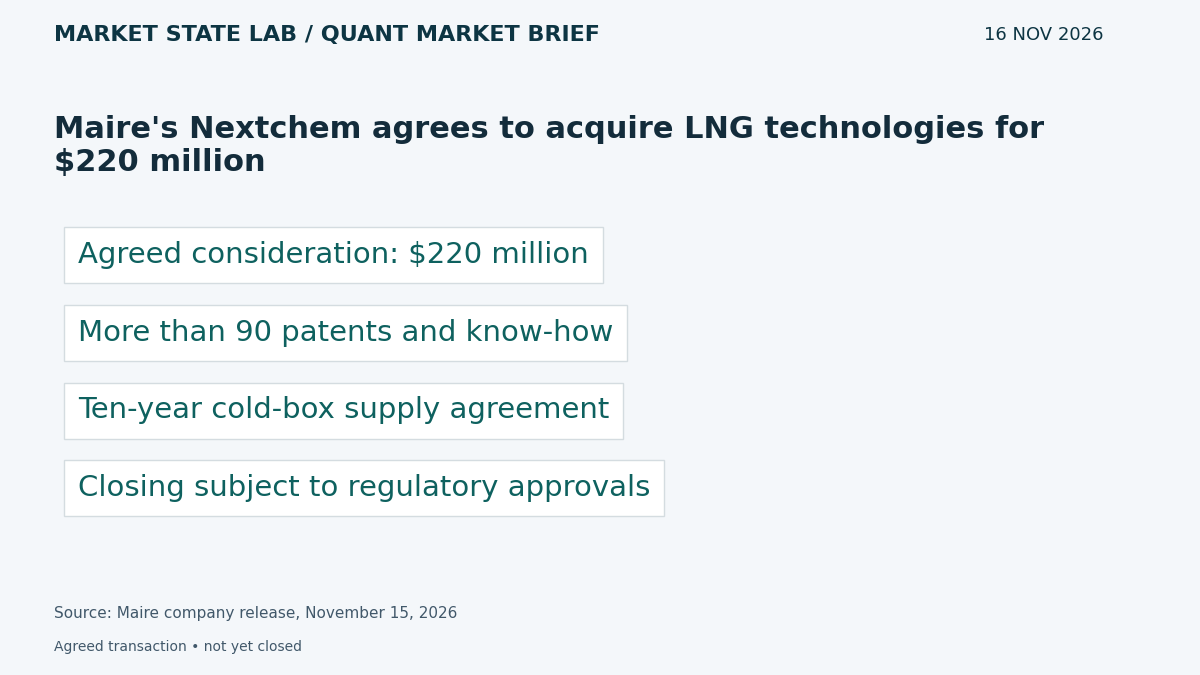 MARKET STATE LAB / QUANT MARKET BRIEF
16 NOV 2026
Maire's Nextchem agrees to acquire LNG technologies for
$220 million
Agreed consideration: $220 million
More than 90 patents and know-how
Ten-year cold-box supply agreement
Closing subject to regulatory approvals
Source: Maire company release, November 15, 2026
Agreed transaction • not yet closed